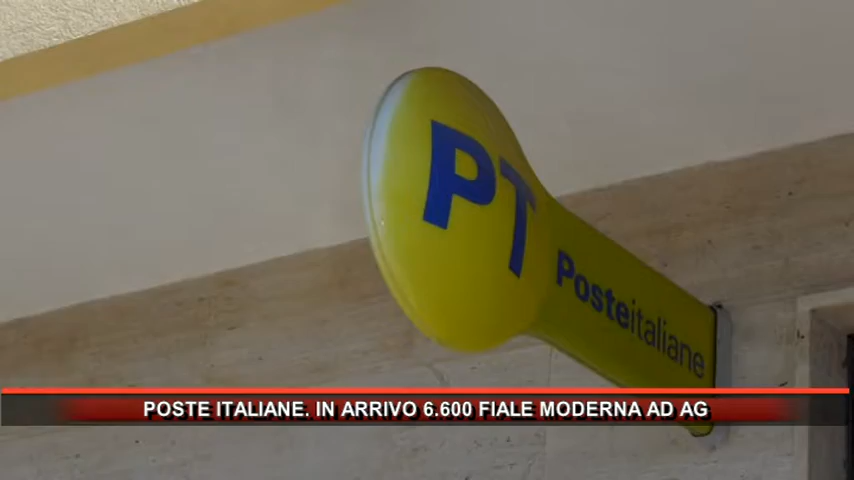 PT
Posteitaliane
POSTE ITALIANE. IN ARRIVO 6.600 FIALE MODERNA AD AG